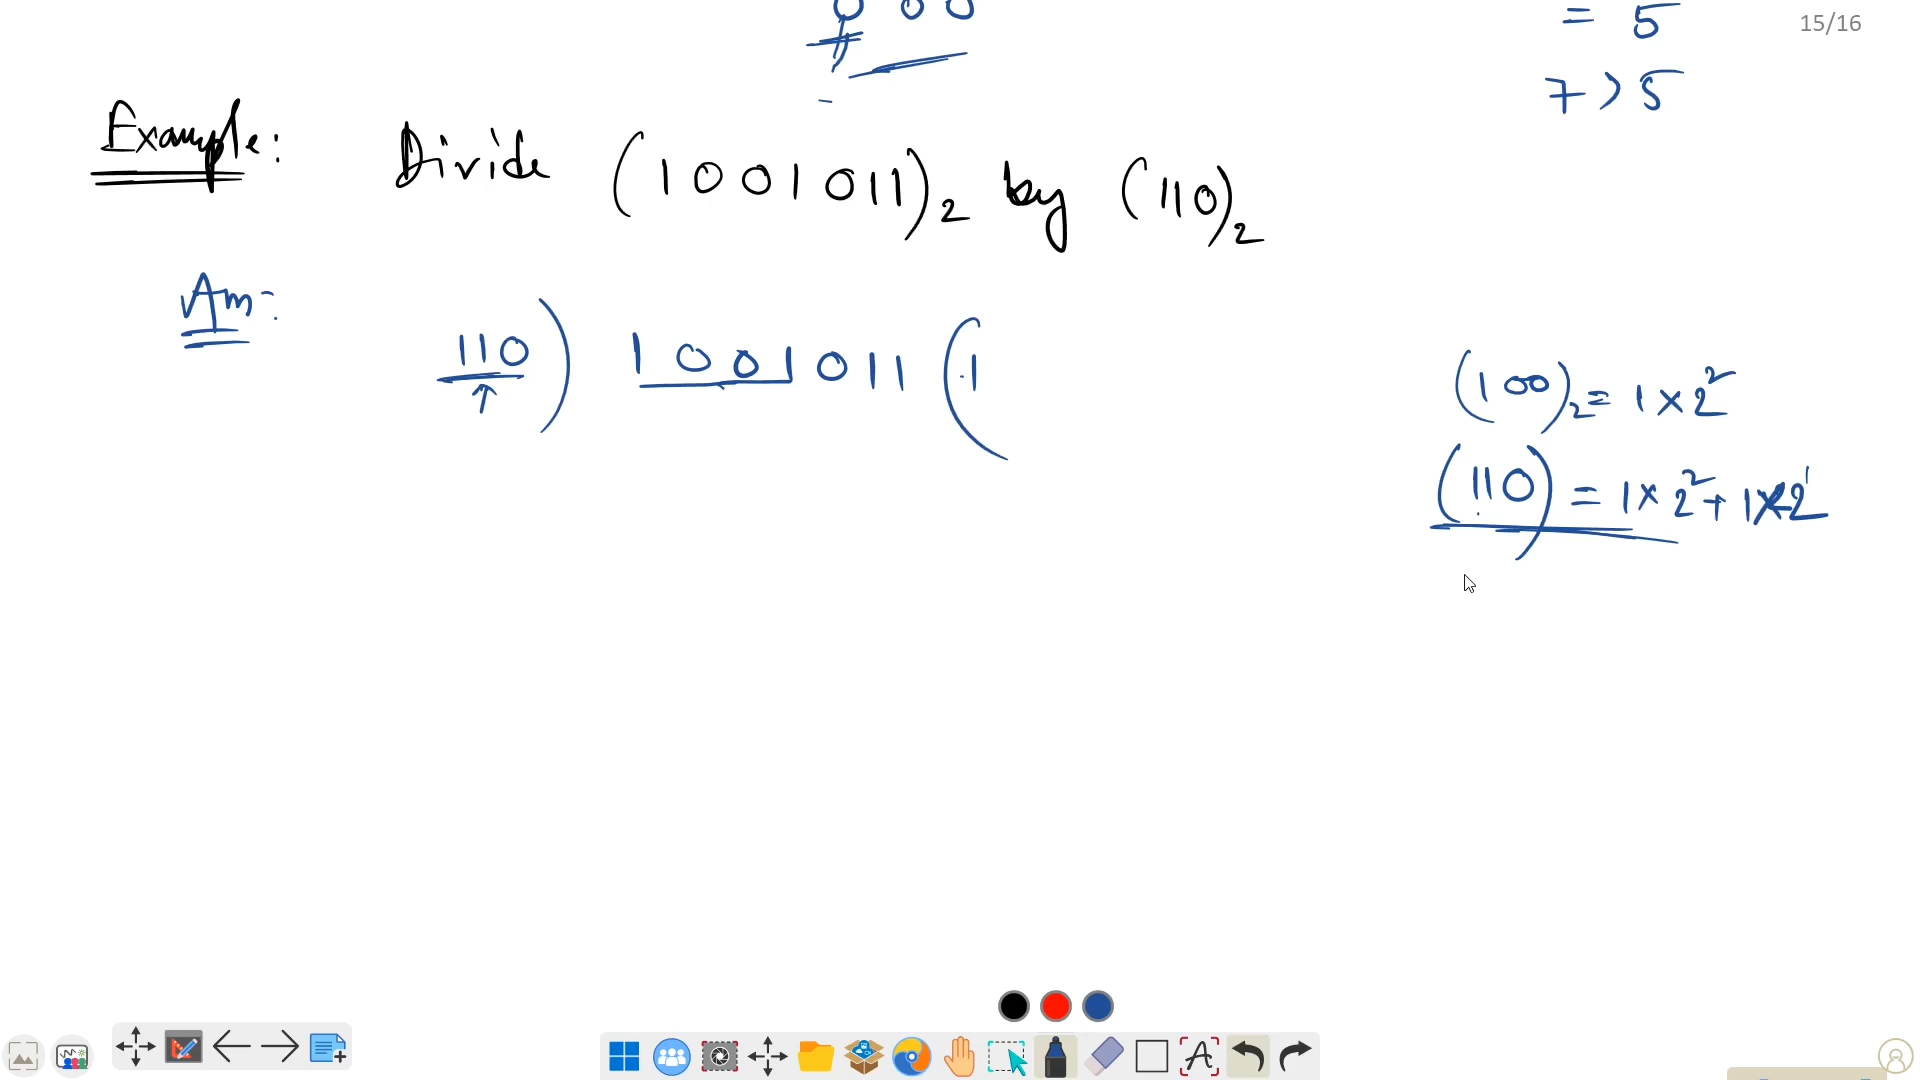 000
= 5
15/16
7 > 5
Example: Divide (1001011)2 by (110)2
Ans:
110) 1001011 (1
(100)2 = 1 × 2²
(110) = 1 × 2² + 1 × 2¹